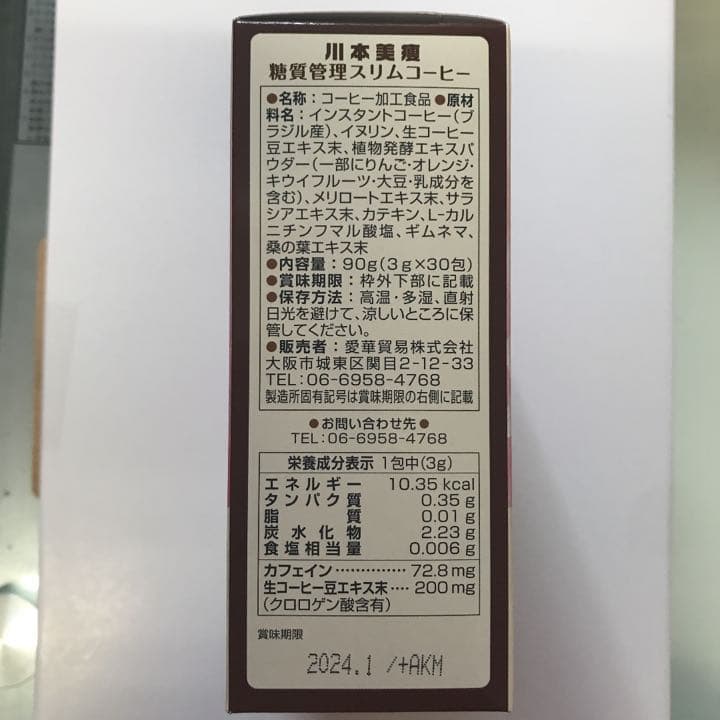 川本美痩
糖質管理スリムコーヒー
●名称：コーヒー加工食品●原材
料名：インスタントコーヒー(ブ
ラジル産)、イヌリン、生コーヒー
豆エキス末、植物発酵エキスパ
ウダー(一部にりんご・オレンジ・
キウイフルーツ・大豆・乳成分を
含む)、メリロートエキス末、サラ
シアエキス末、カテキン、L-カル
ニチンフマル酸塩、ギムネマ、
桑の葉エキス末
●内容量：90g(3g×30包)
●賞味期限：枠外下部に記載
●保存方法：高温・多湿、直射
日光を避けて、涼しいところに保
管してください。
●販売者：愛華貿易株式会社
大阪市城東区関目2-12-33
TEL:06-6958-4768
製造所固有記号は賞味期限の右側に記載
●お問い合わせ先●
TEL:06-6958-4768
栄養成分表示 1包中(3g)
エネルギー 10.35 kcal
タンパク質 0.35 g
脂質 0.01 g
炭水化物 2.23 g
食塩相当量 0.006 g
カフェイン………… 72.8 mg
生コーヒー豆エキス末…. 200 mg
(クロロゲン酸含有)
賞味期限
2024.1 /+AKM